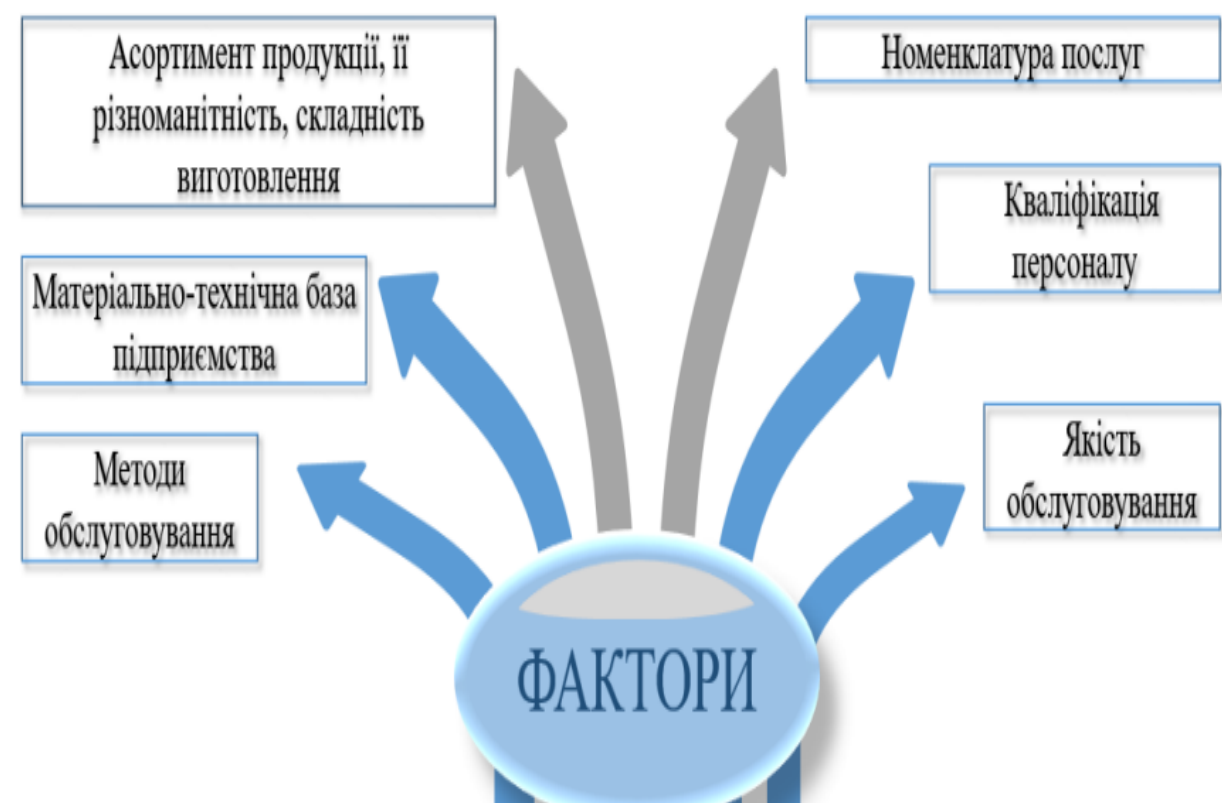 Асортимент продукції, її
різноманітність, складність
виготовлення
Номенклатура послуг
Кваліфікація
персоналу
Матеріально-технічна база
підприємства
Якість
обслуговування
Методи
обслуговування
ФАКТОРИ